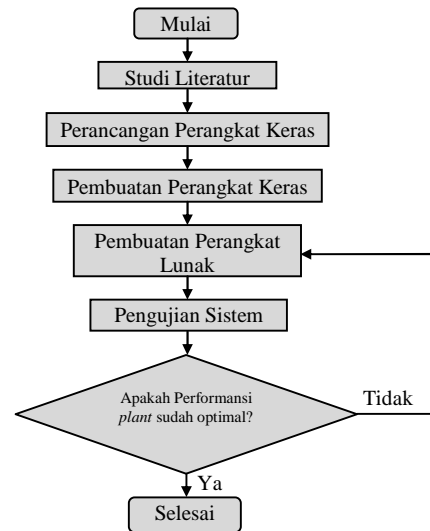 Mulai
Studi Literatur
Perancangan Perangkat Keras
Pembuatan Perangkat Keras
Pembuatan Perangkat
Lunak
Pengujian Sistem
Apakah Performansi
plant sudah optimal?
Tidak
Ya
Selesai